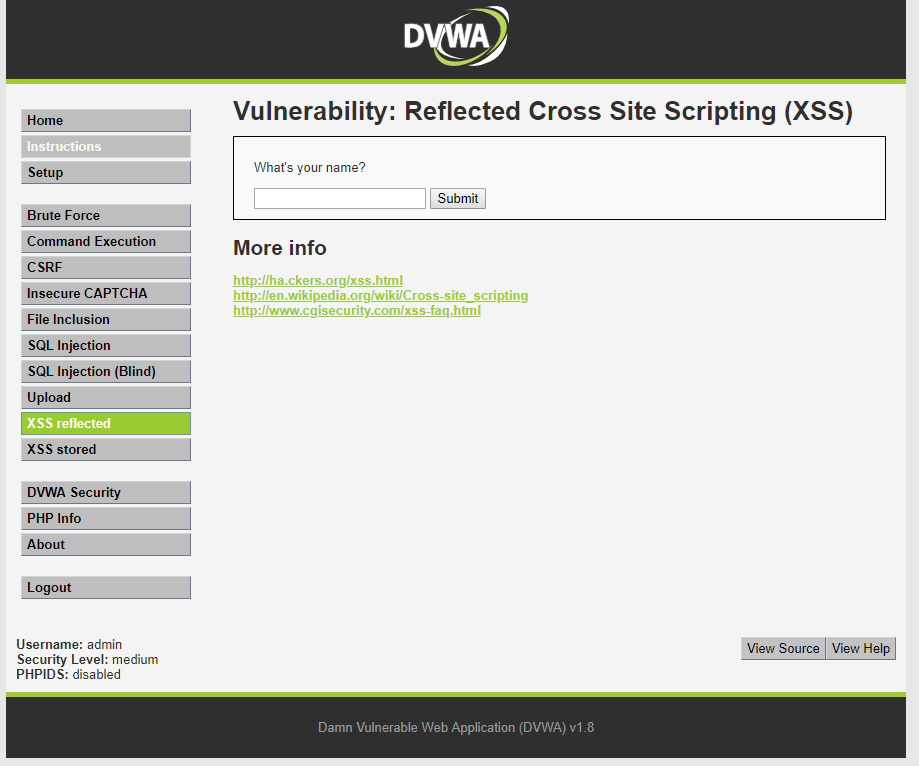 DVWA
Home
Instructions
Setup
Brute Force
Command Execution
CSRF
Insecure CAPTCHA
File Inclusion
SQL Injection
SQL Injection (Blind)
Upload
XSS reflected
XSS stored
DVWA Security
PHP Info
About
Logout
Vulnerability: Reflected Cross Site Scripting (XSS)
What's your name?
Submit
More info
http://ha.ckers.org/xss.html
http://en.wikipedia.org/wiki/Cross-site_scripting
http://www.cgisecurity.com/xss-faq.html
Username: admin
Security Level: medium
PHPIDS: disabled
View Source View Help
Damn Vulnerable Web Application (DVWA) v1.8